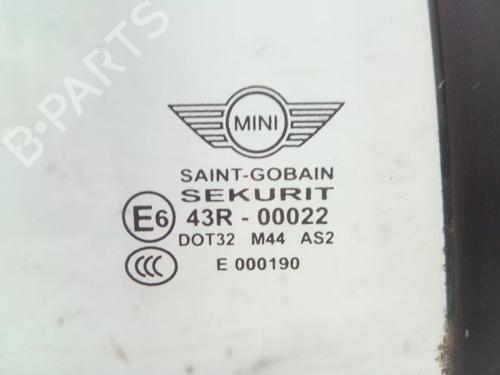 B-PARTS
MINI
SAINT-GOBAIN
SEKURIT
E6 43R - 00022
DOT32 M44 AS2
CCC E 000190